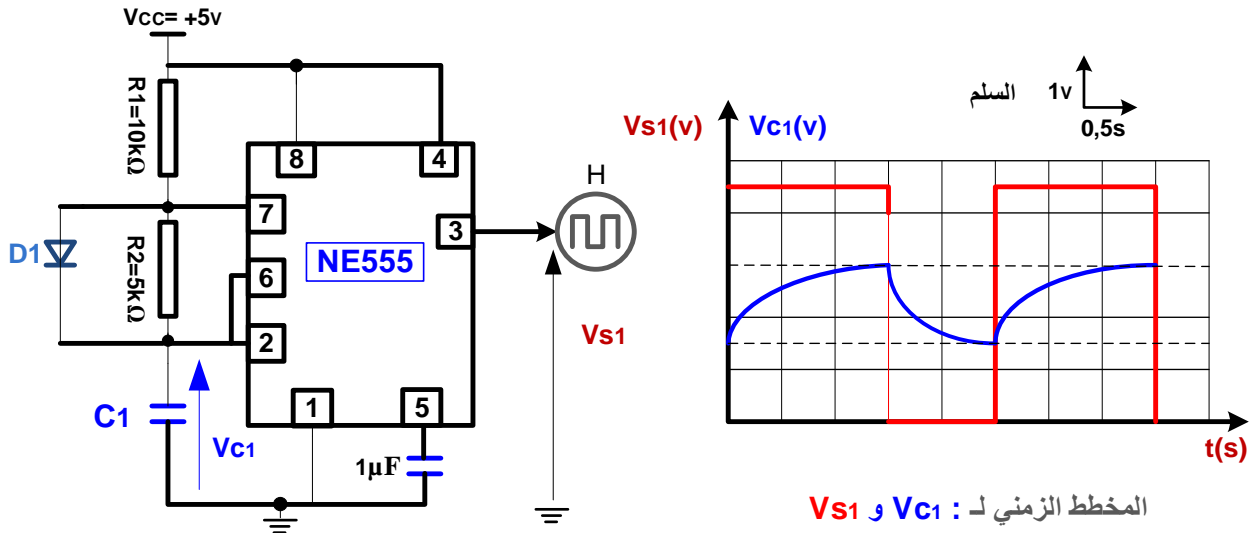 Vcc= +5v
R1=10kΩ
R2=5kΩ
D1
C1
Vc1
8
4
7
6
2
3
1
5
NE555
1µF
H
Vs1
السلم
1v
0,5s
Vs1(v)
Vc1(v)
t(s)
المخطط الزمني لـ : Vc1 و Vs1